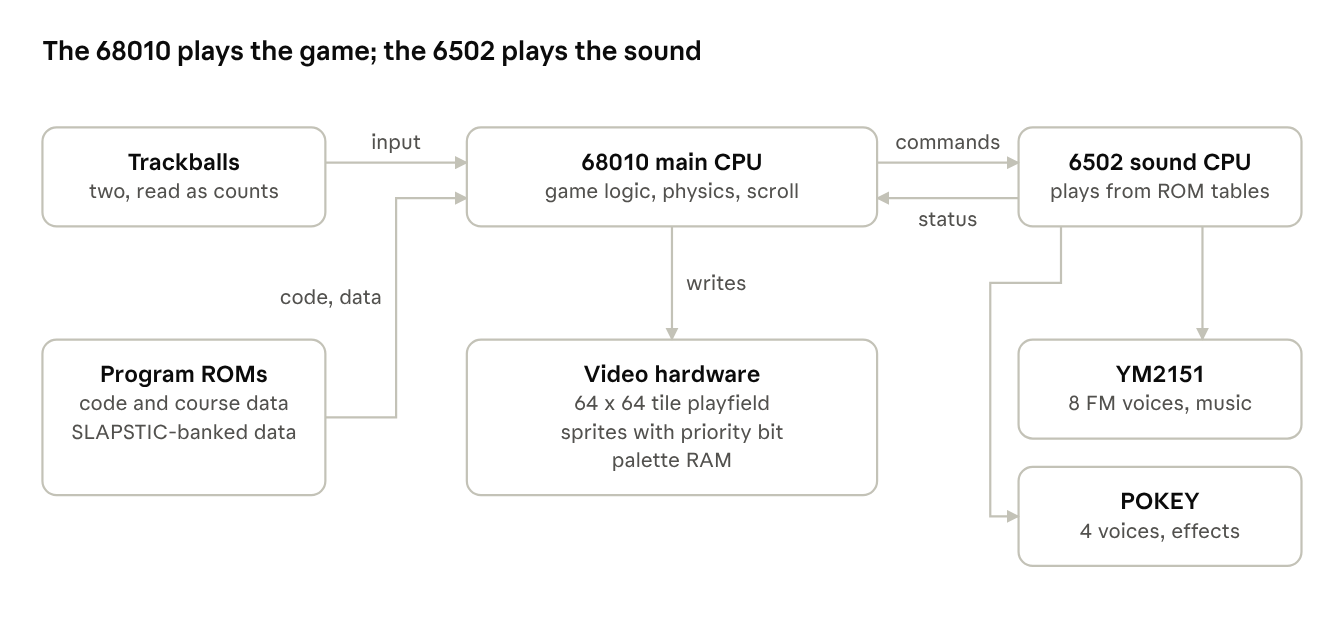 The 68010 plays the game; the 6502 plays the sound
Trackballs
two, read as counts
input
68010 main CPU
game logic, physics, scroll
commands
status
6502 sound CPU
plays from ROM tables
code, data
writes
Program ROMs
code and course data
SLAPSTIC-banked data
Video hardware
64 x 64 tile playfield
sprites with priority bit
palette RAM
YM2151
8 FM voices, music
POKEY
4 voices, effects